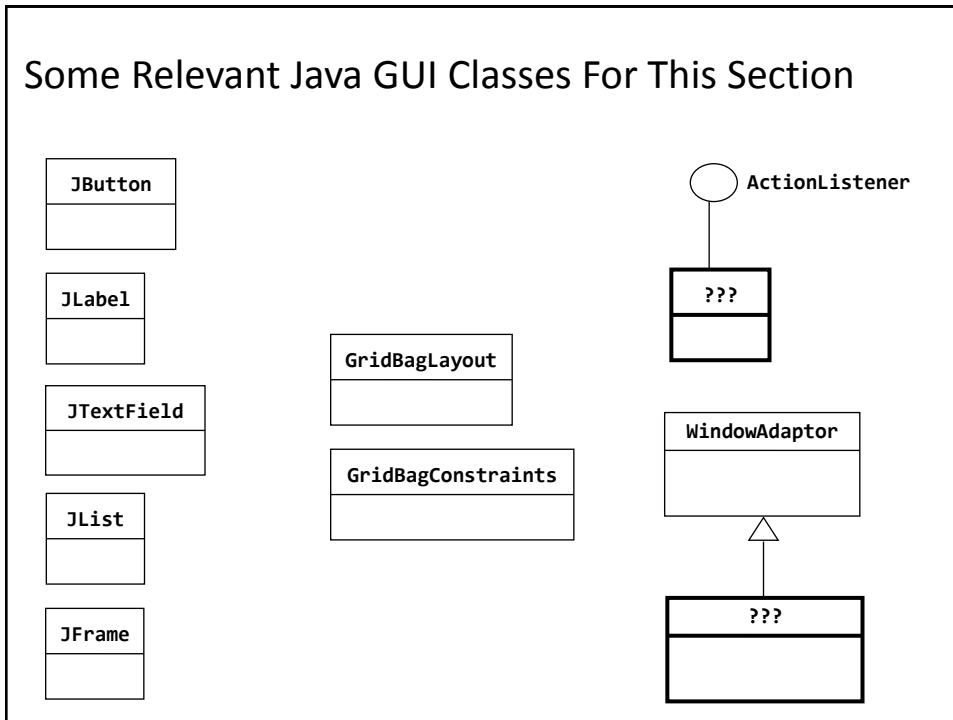 Some Relevant Java GUI Classes For This Section
JButton
JLabel
JTextField
JList
JFrame
GridBagLayout
GridBagConstraints
ActionListener
???
WindowAdaptor
???